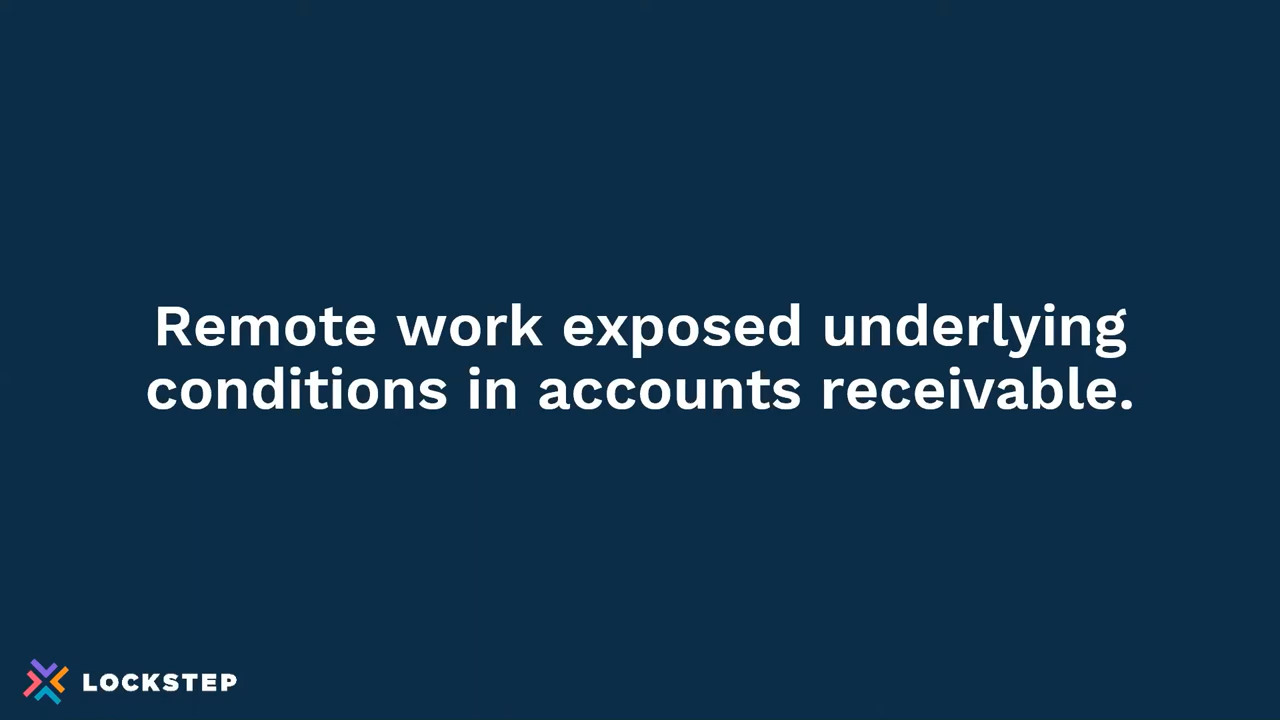 Remote work exposed underlying
conditions in accounts receivable.
LOCKSTEP